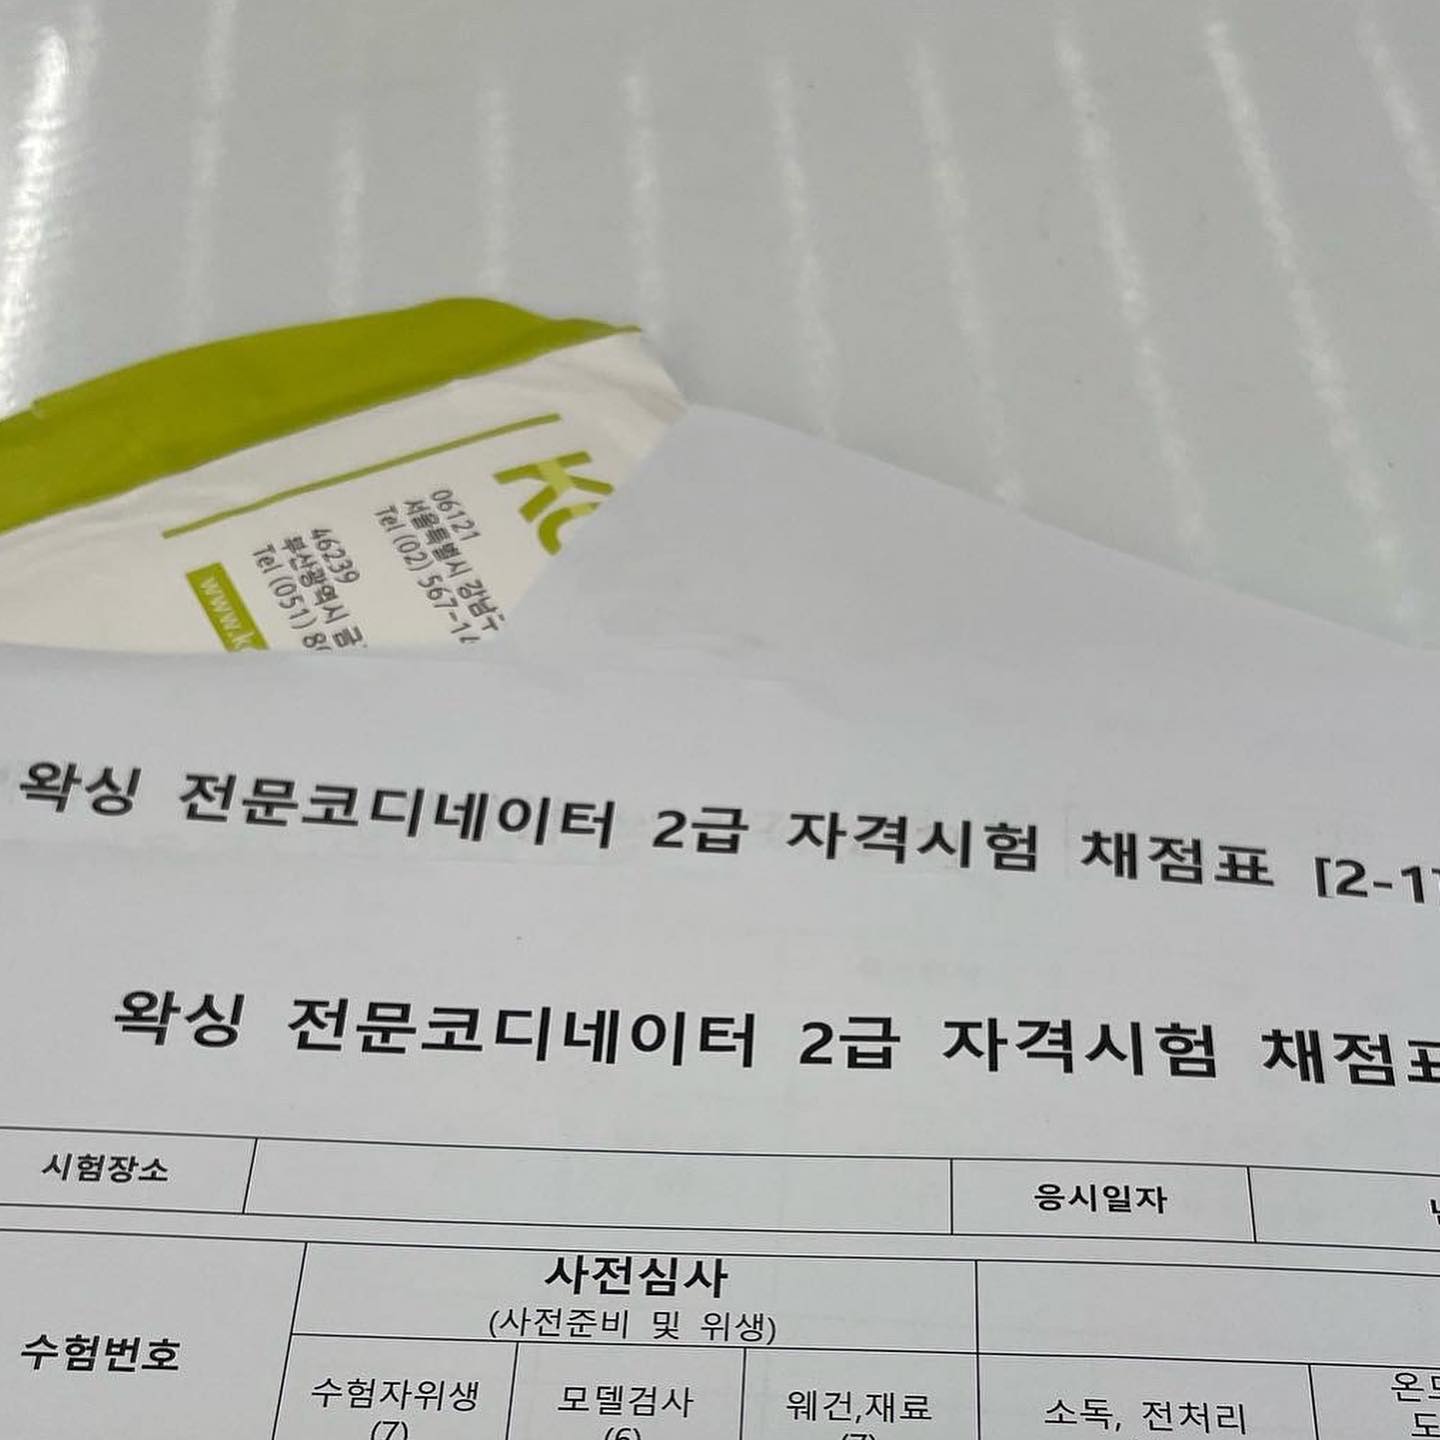 06121
서울특별시 강남구
Tel (02) 567-14
46239
부산광역시 금
Tel (051) 8
www.k
왁싱 전문코디네이터 2급 자격시험 채점표 [2-1
왁싱 전문코디네이터 2급 자격시험 채점표
시험장소 응시일자
사전심사
(사전준비 및 위생)
수험번호
수험자위생 모델검사 웨건,재료 소독, 전처리 온도
(7) (6) (7)